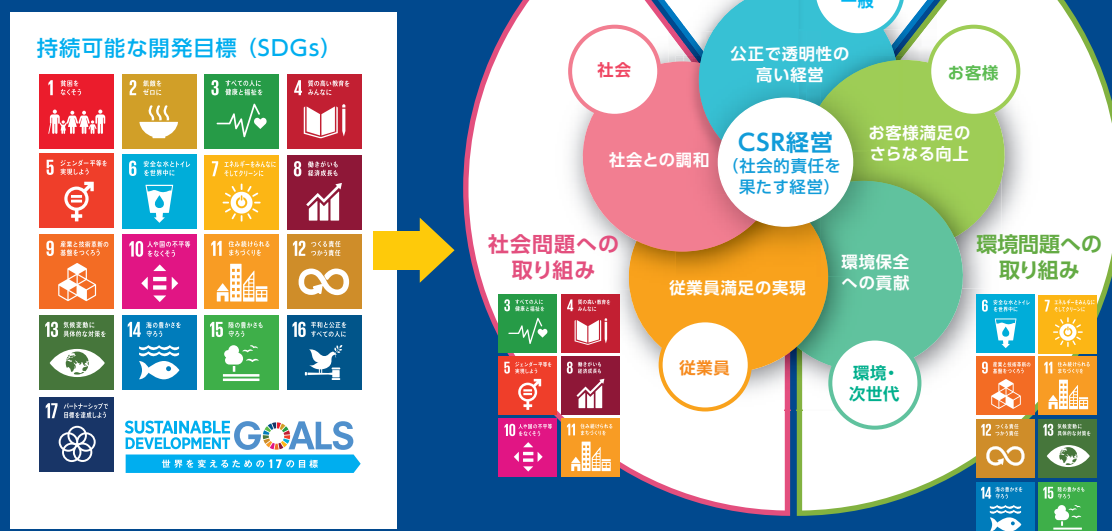 持続可能な開発目標（SDGs）
1 貧困を
なくそう
2 飢餓を
ゼロに
3 すべての人に
健康と福祉を
4 質の高い教育を
みんなに
5 ジェンダー平等を
実現しよう
6 安全な水とトイレ
を世界中に
7 エネルギーをみんなに
そしてクリーンに
8 働きがいも
経済成長も
9 産業と技術革新の
基盤をつくろう
10 人や国の不平等
をなくそう
11 住み続けられる
まちづくりを
12 つくる責任
つかう責任
13 気候変動に
具体的な対策を
14 海の豊かさを
守ろう
15 陸の豊かさも
守ろう
16 平和と公正を
すべての人に
17 パートナーシップで
目標を達成しよう
SUSTAINABLE
DEVELOPMENT GOALS
世界を変えるための17の目標
一般
公正で透明性の
高い経営
社会
お客様
社会との調和
CSR経営
（社会的責任を
果たす経営）
お客様満足の
さらなる向上
従業員満足の実現
環境保全
への貢献
従業員
環境・
次世代
社会問題への
取り組み
3 すべての人に
健康と福祉を
4 質の高い教育を
みんなに
5 ジェンダー平等を
実現しよう
8 働きがいも
経済成長も
10 人や国の不平等
をなくそう
11 住み続けられる
まちづくりを
環境問題への
取り組み
6 安全な水とトイレ
を世界中に
7 エネルギーをみんなに
そしてクリーンに
9 産業と技術革新の
基盤をつくろう
11 住み続けられる
まちづくりを
12 つくる責任
つかう責任
13 気候変動に
具体的な対策を
14 海の豊かさを
守ろう
15 陸の豊かさも
守ろう